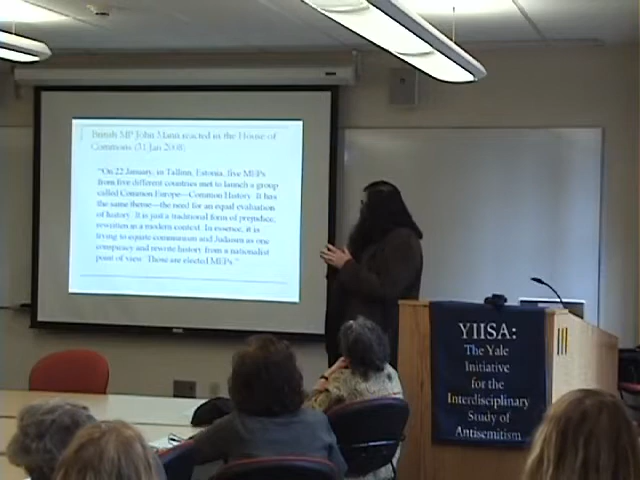 British MP John Mann reacted in the House of
Commons (31 Jan 2008)
"On 22 January, in Tallinn, Estonia, five MEPs
from five different countries met to launch a group
called Common Europe—Common History. It has
the same theme—the need for an equal evaluation
of history. It is just a traditional form of prejudice,
rewritten in a modern context. In essence, it is
trying to equate communism and Judaism as one
conspiracy and rewrite history from a nationalist
point of view. Those are elected MEPs."
YIISA:
The Yale
Initiative
for the
Interdisciplinary
Study of
Antisemitism